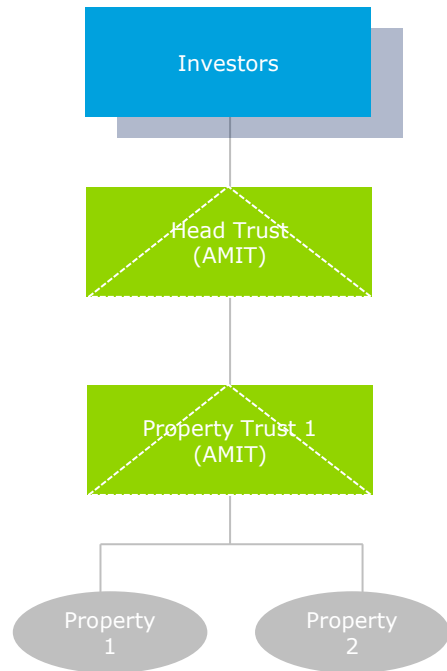 Investors
Head Trust
(AMIT)
Property Trust 1
(AMIT)
Property
1
Property
2